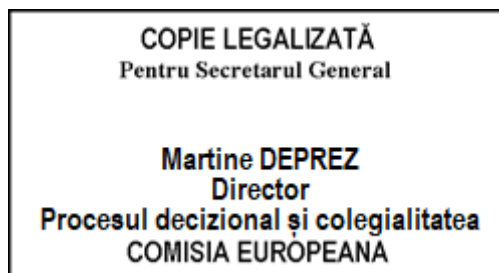 COPIE LEGALIZATĂ
Pentru Secretarul General
Martine DEPREZ
Director
Procesul decizional și colegialitatea
COMISIA EUROPEANA